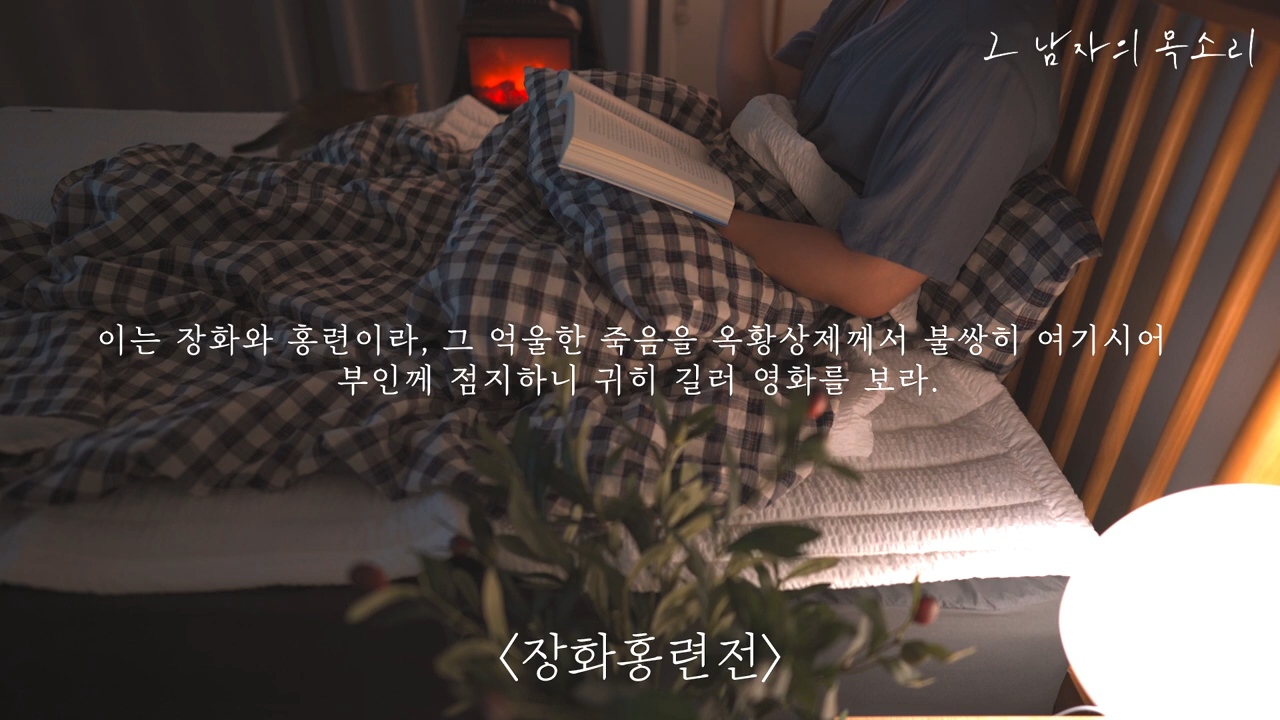 그 남자의 목소리
이는 장화와 홍련이라, 그 억울한 죽음을 옥황상제께서 불쌍히 여기시어
부인께 점지하니 귀히 길러 영화를 보라.
〈장화홍련전〉